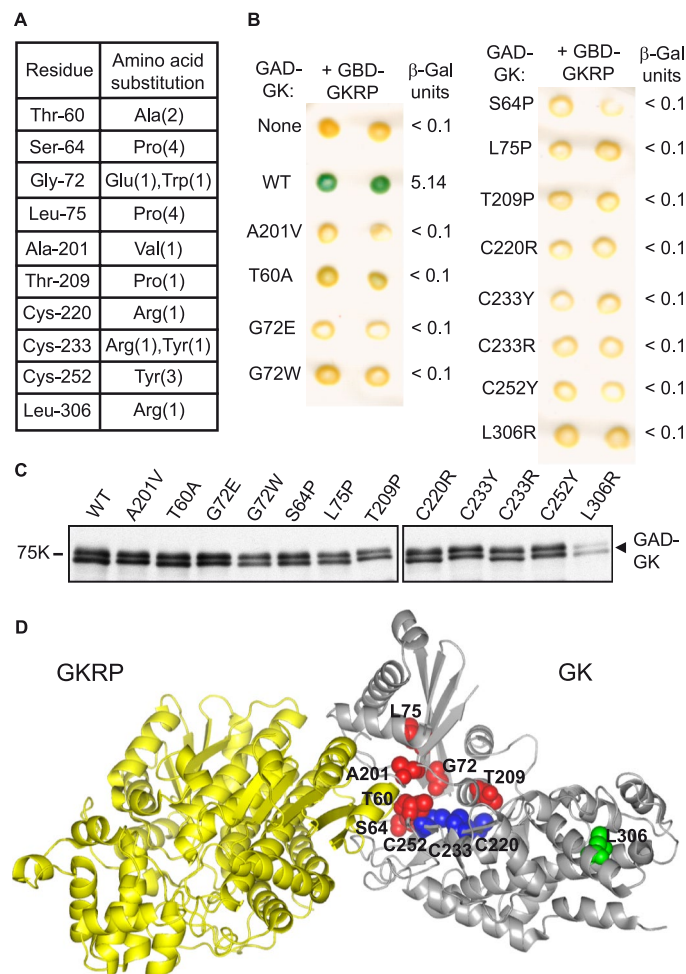 A
Residue Amino acid substitution
Thr-60 Ala(2)
Ser-64 Pro(4)
Gly-72 Glu(1),Trp(1)
Leu-75 Pro(4)
Ala-201 Val(1)
Thr-209 Pro(1)
Cys-220 Arg(1)
Cys-233 Arg(1),Tyr(1)
Cys-252 Tyr(3)
Leu-306 Arg(1)
B
GAD- + GBD- β-Gal
GK: GKRP units
None < 0.1
WT 5.14
A201V < 0.1
T60A < 0.1
G72E < 0.1
G72W < 0.1
GAD- + GBD- β-Gal
GK: GKRP units
S64P < 0.1
L75P < 0.1
T209P < 0.1
C220R < 0.1
C233Y < 0.1
C233R < 0.1
C252Y < 0.1
L306R < 0.1
C
WT A201V T60A G72E G72W S64P L75P T209P C220R C233Y C233R C252Y L306R
75K
GAD-
GK
D
GKRP GK
L75
A201 G72
T209
T60
S64
C252 C233 C220
L306